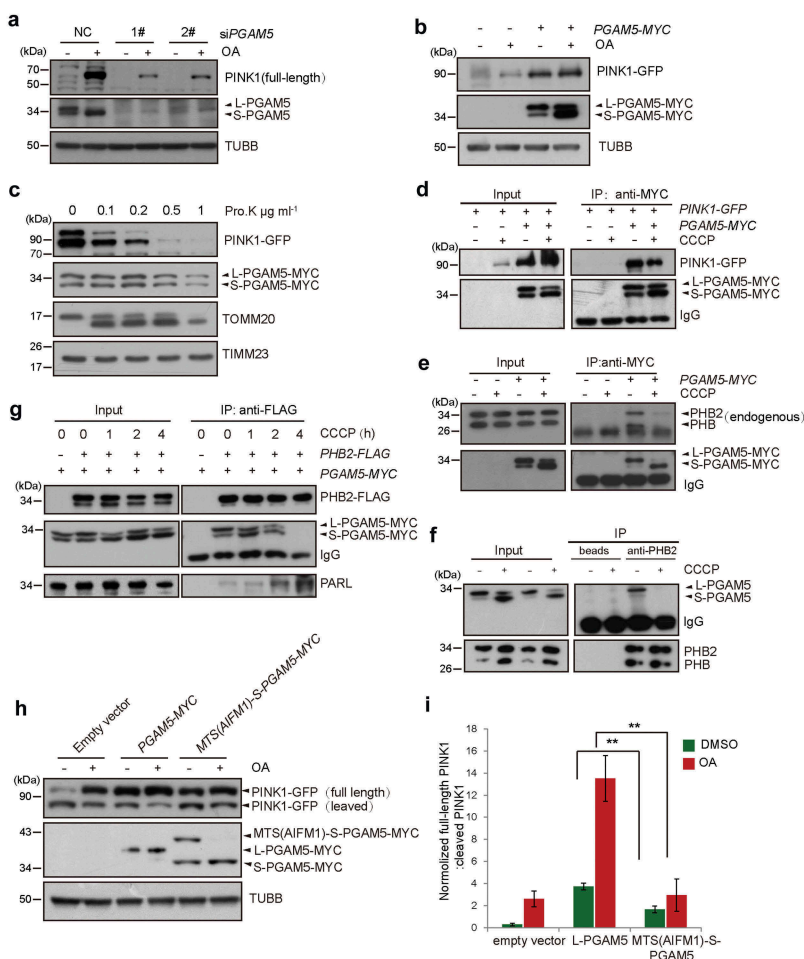 a
NC 1# 2# siPGAM5
(kDa) - + - + - + OA
70
50
PINK1(full-length)
34
L-PGAM5
S-PGAM5
50
TUBB
b
- - + + PGAM5-MYC
(kDa) - + - + OA
90
PINK1-GFP
34
L-PGAM5-MYC
S-PGAM5-MYC
50
TUBB
c
0 0.1 0.2 0.5 1 Pro.K µg ml-1
(kDa)
90
70
PINK1-GFP
34
L-PGAM5-MYC
S-PGAM5-MYC
17
TOMM20
26
17
TIMM23
d
Input IP: anti-MYC
+ + + + + + + + PINK1-GFP
- - + + - - + + PGAM5-MYC
(kDa) - + - + - + - + CCCP
90
PINK1-GFP
34
L-PGAM5-MYC
S-PGAM5-MYC
IgG
e
Input IP:anti-MYC
- - + + - - + + PGAM5-MYC
(kDa) - + - + - + - + CCCP
34
26
PHB2(endogenous)
PHB
34
L-PGAM5-MYC
S-PGAM5-MYC
IgG
f
IP
Input beads anti-PHB2
(kDa) - + - + - + - + CCCP
34
L-PGAM5
S-PGAM5
IgG
34
26
PHB2
PHB
g
Input IP: anti-FLAG
0 0 1 2 4 0 0 1 2 4 CCCP (h)
- + + + + - + + + + PHB2-FLAG
+ + + + + + + + + + PGAM5-MYC
(kDa)
34
PHB2-FLAG
34
L-PGAM5-MYC
S-PGAM5-MYC
IgG
34
PARL
h
Empty vector
PGAM5-MYC
MTS(AIFM1)-S-PGAM5-MYC
(kDa) - + - + - + OA
90
PINK1-GFP (full length)
PINK1-GFP (leaved)
43
34
MTS(AIFM1)-S-PGAM5-MYC
L-PGAM5-MYC
S-PGAM5-MYC
50
TUBB
i
Normolized full-length PINK1
:cleaved PINK1
18
16
14
12
10
8
6
4
2
0
**
**
DMSO
OA
empty vector L-PGAM5 MTS(AIFM1)-S-
PGAM5